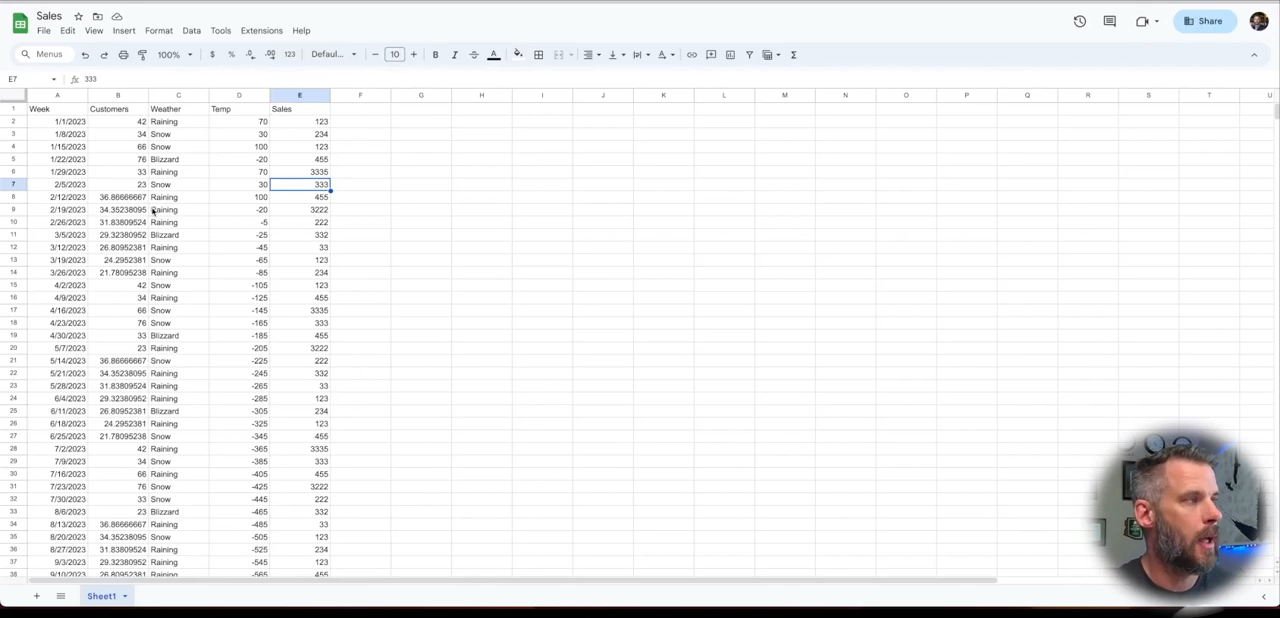 Sales
File Edit View Insert Format Data Tools Extensions Help
Share
Menus 100% $ % .0 .00 123 Defaul... 10 B I S A
E7 fx 333
A B C D E F G H I J K L M N O P Q R S T U
1 Week Customers Weather Temp Sales
2 1/1/2023 42 Raining 70 123
3 1/8/2023 34 Snow 30 234
4 1/15/2023 66 Snow 100 123
5 1/22/2023 76 Blizzard -20 455
6 1/29/2023 33 Raining 70 3335
7 2/5/2023 23 Snow 30 333
8 2/12/2023 36.86666667 Raining 100 455
9 2/19/2023 34.35238095 Raining -20 3222
10 2/26/2023 31.83809524 Raining -5 222
11 3/5/2023 29.32380952 Blizzard -25 332
12 3/12/2023 26.80952381 Raining -45 33
13 3/19/2023 24.2952381 Snow -65 123
14 3/26/2023 21.78095238 Raining -85 234
15 4/2/2023 42 Snow -105 123
16 4/9/2023 34 Raining -125 455
17 4/16/2023 66 Snow -145 3335
18 4/23/2023 76 Snow -165 333
19 4/30/2023 33 Blizzard -185 455
20 5/7/2023 23 Raining -205 3222
21 5/14/2023 36.86666667 Snow -225 222
22 5/21/2023 34.35238095 Raining -245 332
23 5/28/2023 31.83809524 Raining -265 33
24 6/4/2023 29.32380952 Raining -285 123
25 6/11/2023 26.80952381 Blizzard -305 234
26 6/18/2023 24.2952381 Raining -325 123
27 6/25/2023 21.78095238 Snow -345 455
28 7/2/2023 42 Raining -365 3335
29 7/9/2023 34 Snow -385 333
30 7/16/2023 66 Raining -405 455
31 7/23/2023 76 Snow -425 3222
32 7/30/2023 33 Snow -445 222
33 8/6/2023 23 Blizzard -465 332
34 8/13/2023 36.86666667 Raining -485 33
35 8/20/2023 34.35238095 Snow -505 123
36 8/27/2023 31.83809524 Raining -525 234
37 9/3/2023 29.32380952 Raining -545 123
38 9/10/2023 26.80952381 Raining -565 455
Sheet1